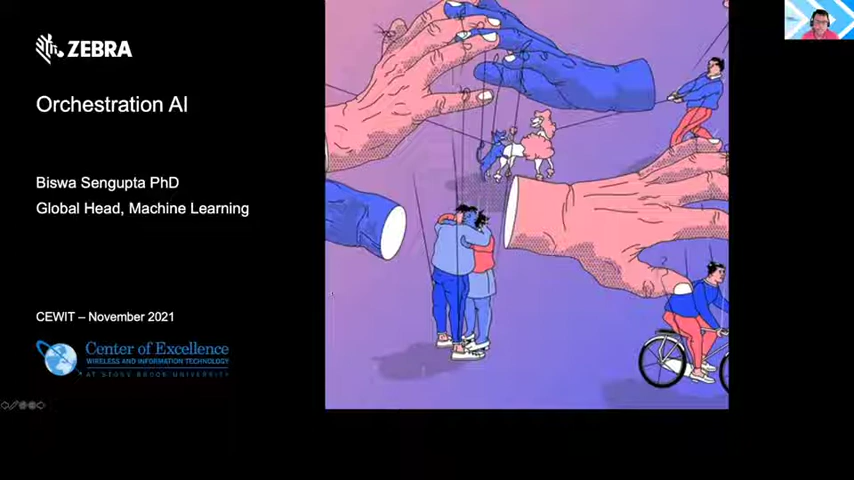 ZEBRA
Orchestration AI
Biswa Sengupta PhD
Global Head, Machine Learning
CEWIT – November 2021
Center of Excellence
WIRELESS AND INFORMATION TECHNOLOGY
AT STONY BROOK UNIVERSITY